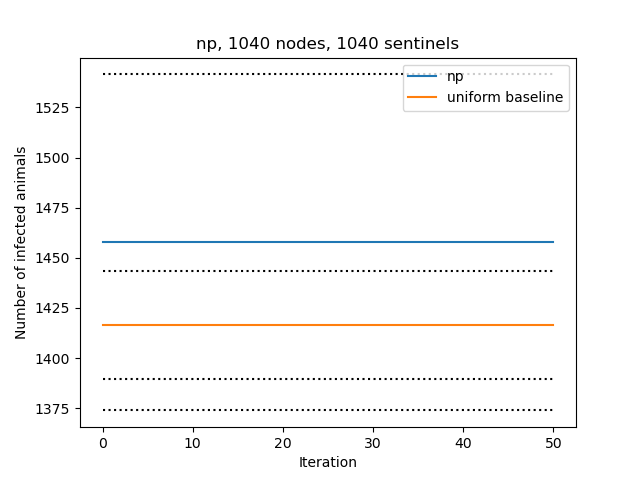 np, 1040 nodes, 1040 sentinels
np
uniform baseline
Number of infected animals
1525
1500
1475
1450
1425
1400
1375
0 10 20 30 40 50
Iteration